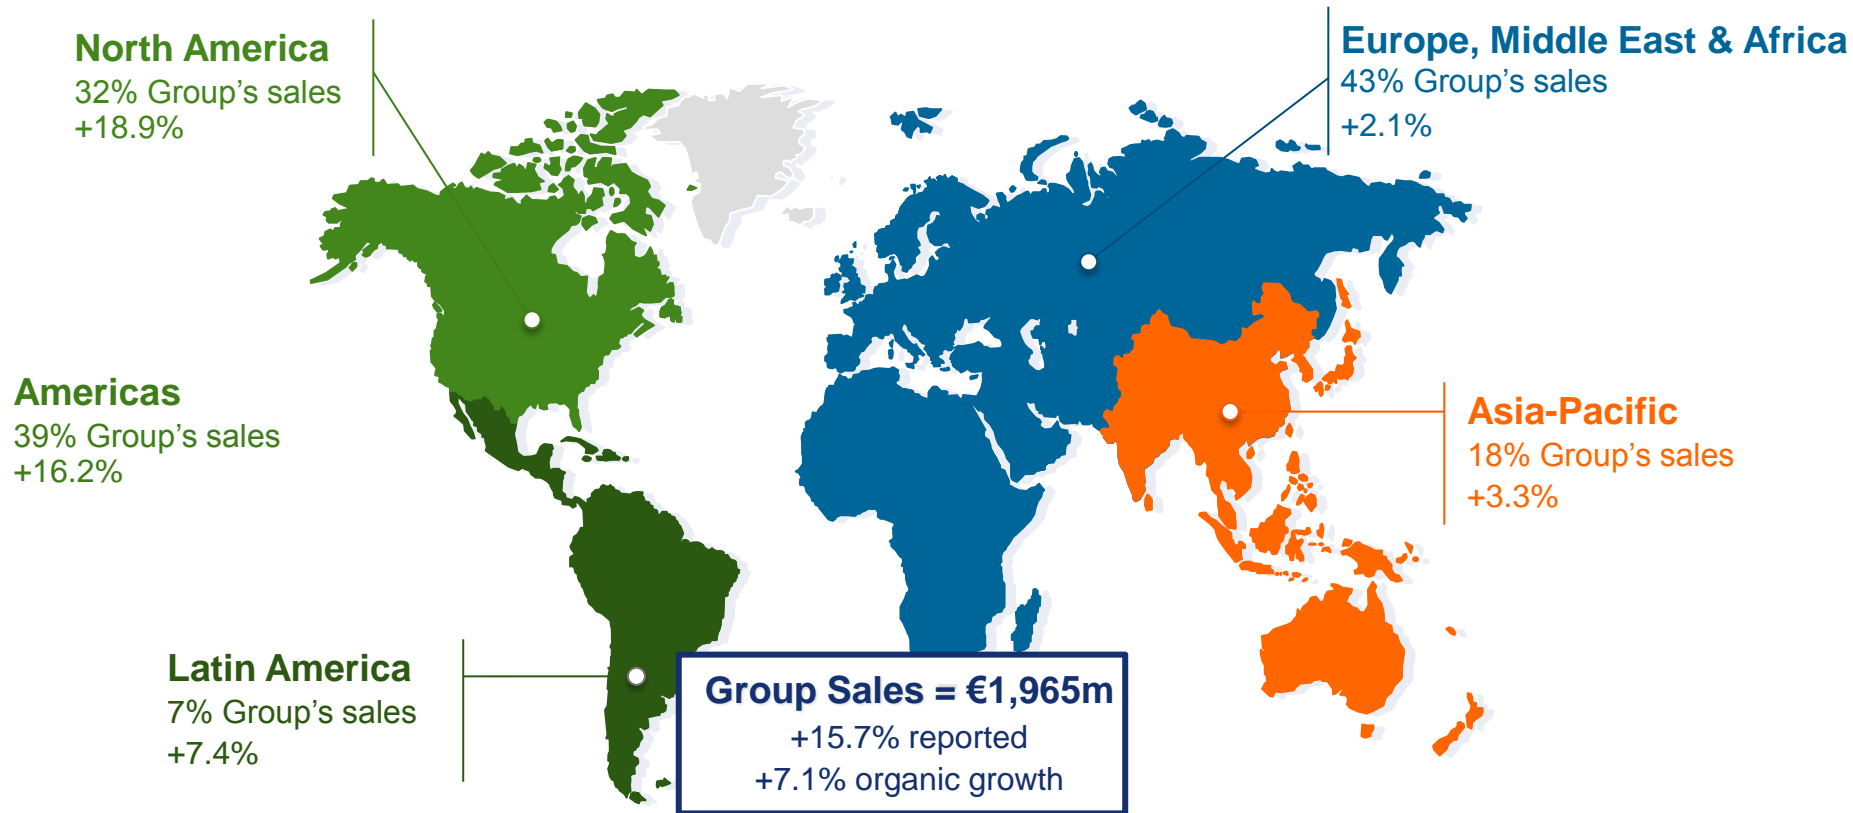 North America
32% Group’s sales
+18.9%
Europe, Middle East & Africa
43% Group’s sales
+2.1%
Americas
39% Group’s sales
+16.2%
Asia-Pacific
18% Group’s sales
+3.3%
Latin America
7% Group’s sales
+7.4%
Group Sales = €1,965m
+15.7% reported
+7.1% organic growth